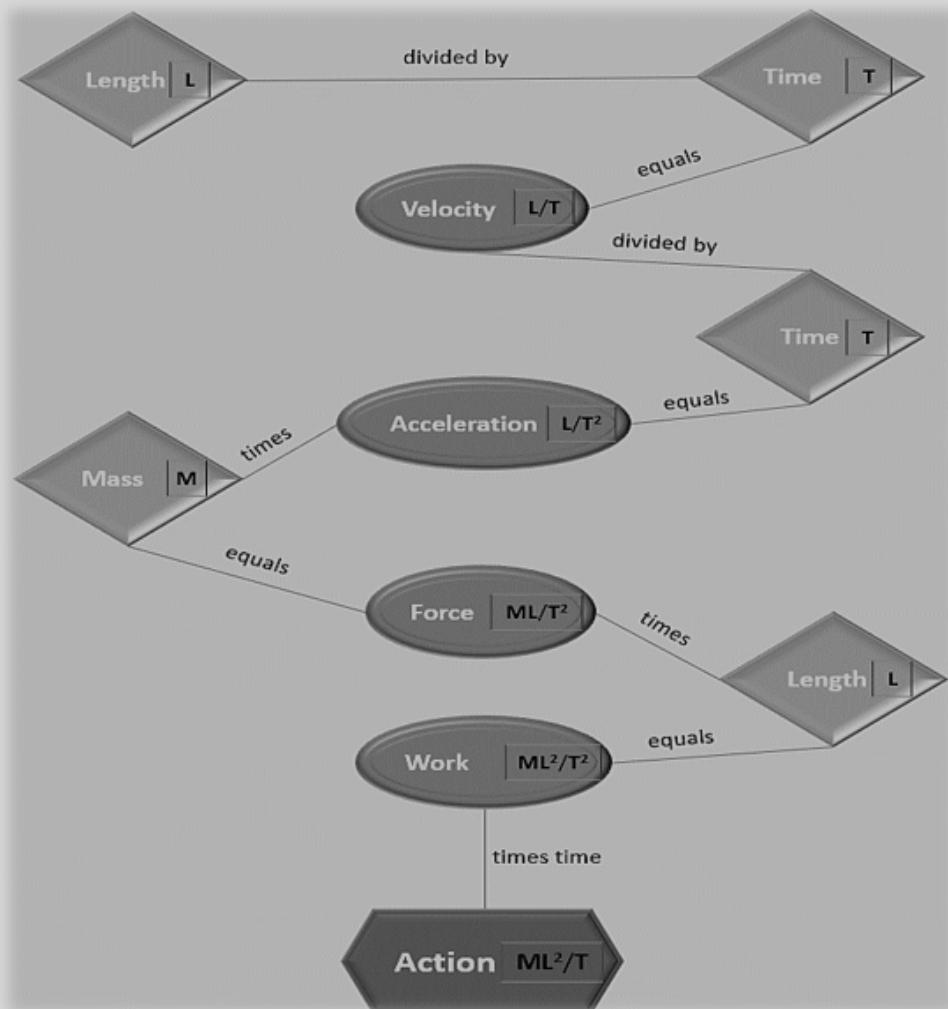 divided by
Length L
Time T
equals
Velocity L/T
divided by
Time T
equals
Acceleration L/T²
times
Mass M
equals
Force ML/T²
times
Length L
equals
Work ML²/T²
times time
Action ML²/T